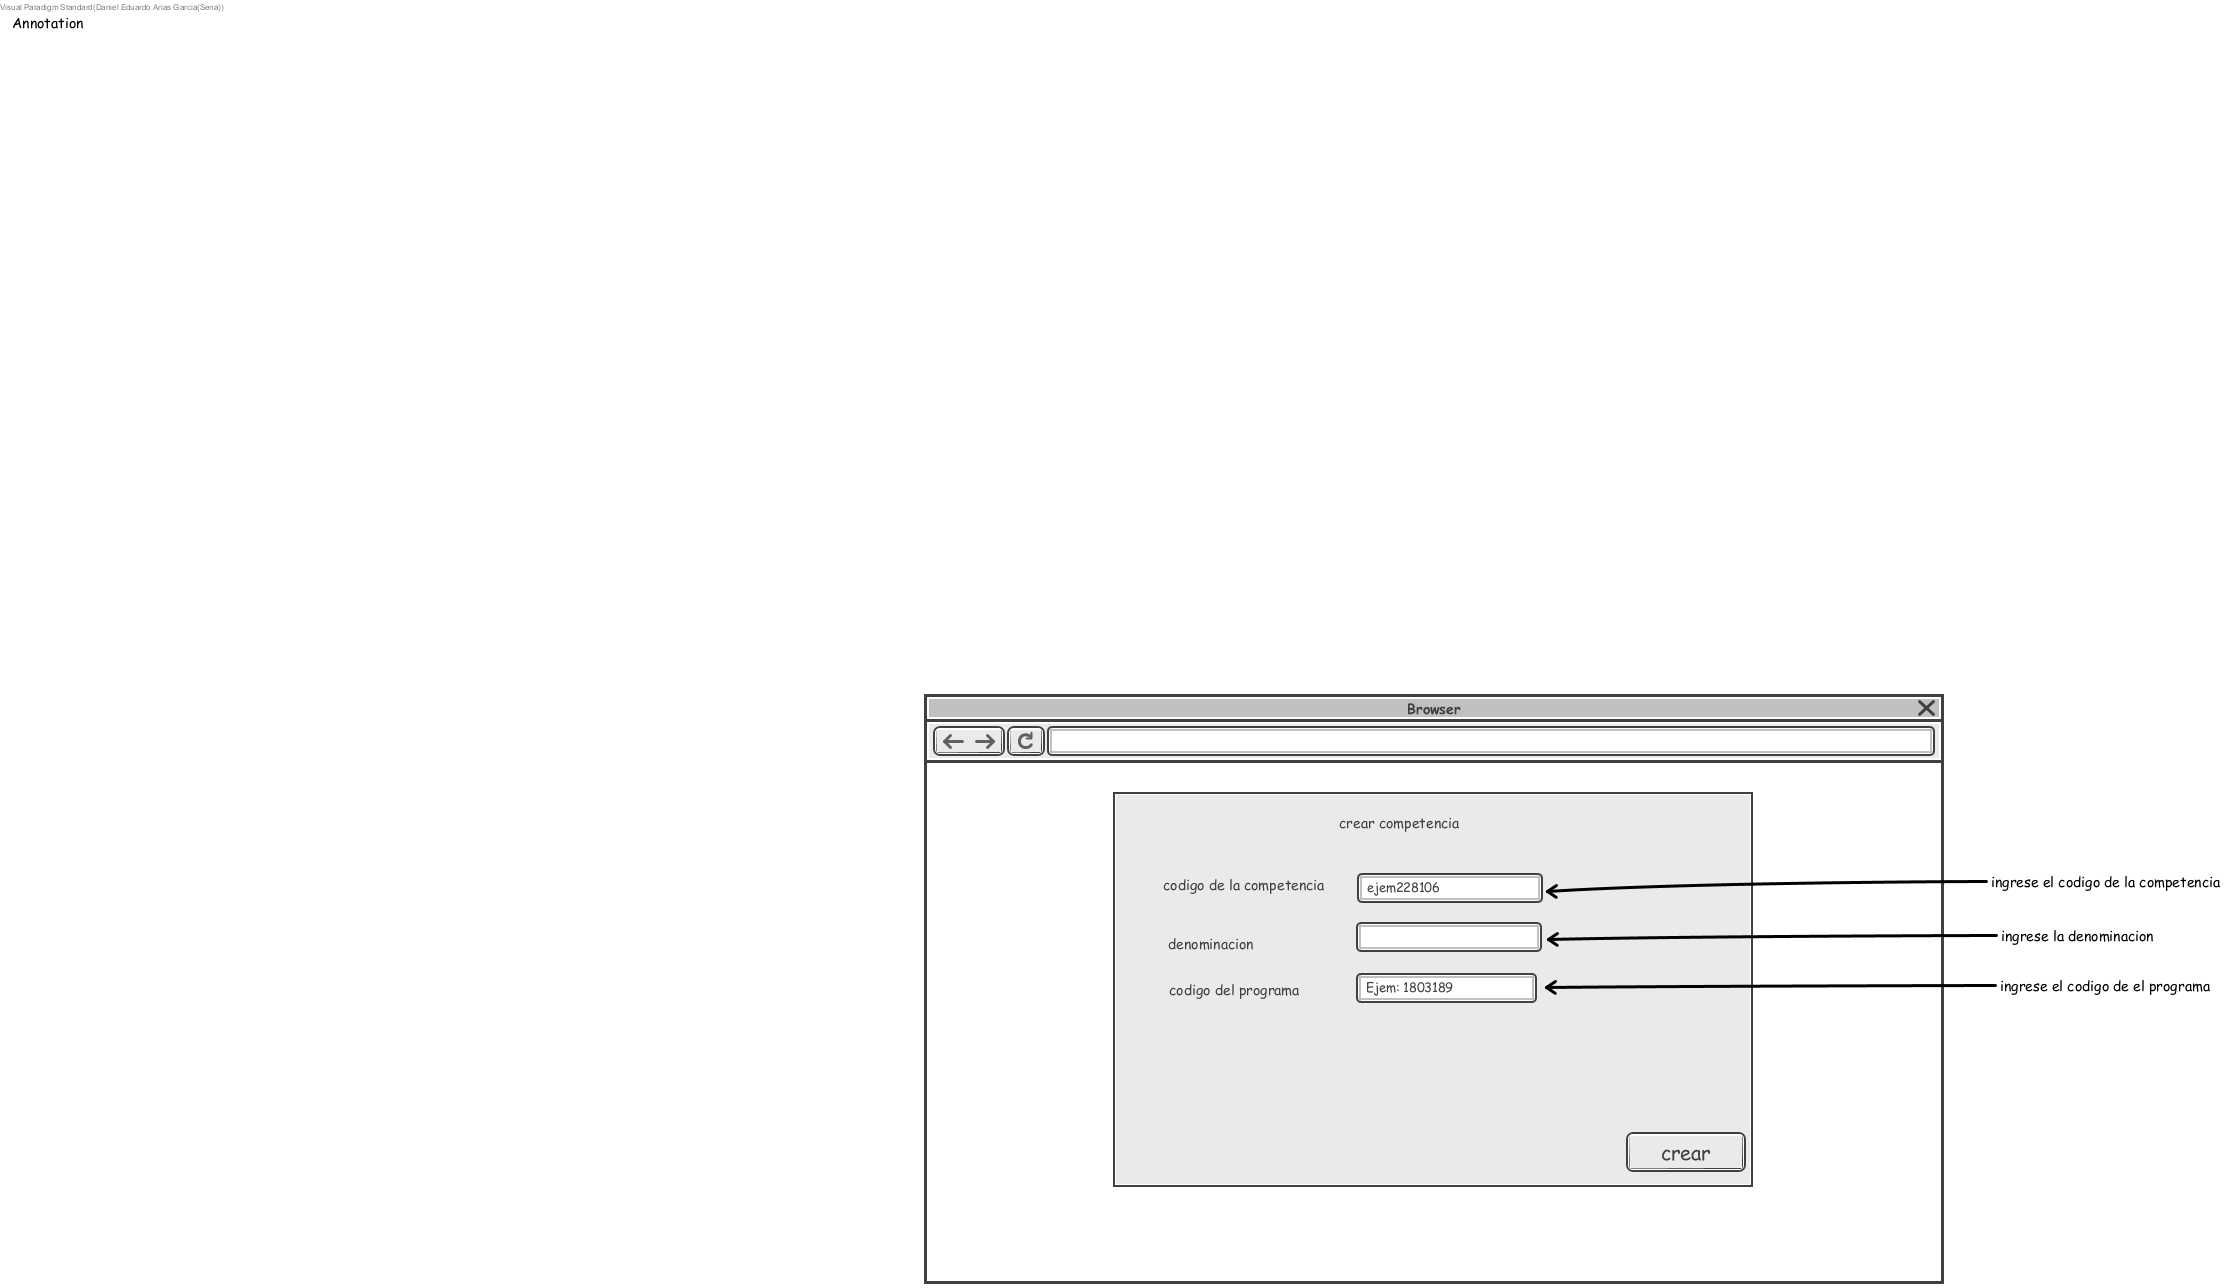 Visual Paradigm Standard(Daniel Eduardo Arias Garcia(Sena))
Annotation
Browser
crear competencia
codigo de la competencia
ejem228106
ingrese el codigo de la competencia
denominacion
ingrese la denominacion
codigo del programa
Ejem: 1803189
ingrese el codigo de el programa
crear